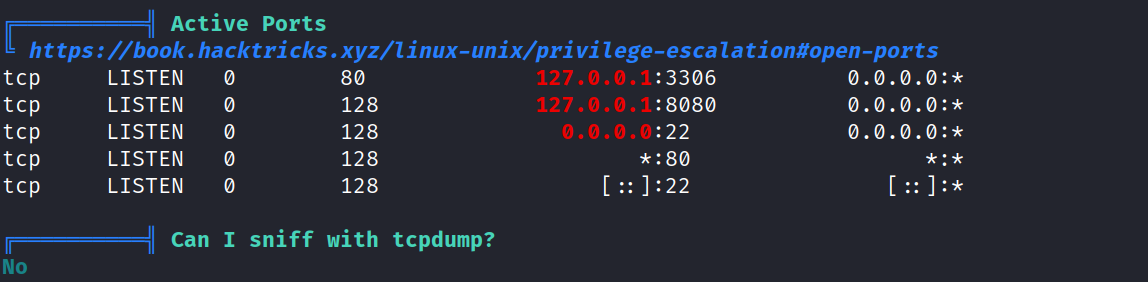 ╔══════════╣ Active Ports
╚ https://book.hacktricks.xyz/linux-unix/privilege-escalation#open-ports
tcp     LISTEN   0        80               127.0.0.1:3306           0.0.0.0:*
tcp     LISTEN   0        128              127.0.0.1:8080           0.0.0.0:*
tcp     LISTEN   0        128                0.0.0.0:22             0.0.0.0:*
tcp     LISTEN   0        128                      *:80                   *:*
tcp     LISTEN   0        128                   [::]:22                [::]:*
╔══════════╣ Can I sniff with tcpdump?
No